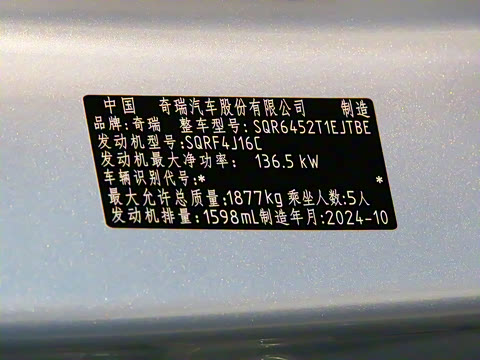 中国 奇瑞汽车股份有限公司 制造
品牌:奇瑞 整车型号:SQR6452T1EJTBE
发动机型号:SQRF4J16C
发动机最大净功率: 136.5 kW
车辆识别代号:* *
最大允许总质量:1877kg 乘坐人数:5人
发动机排量:1598mL制造年月:2024-10